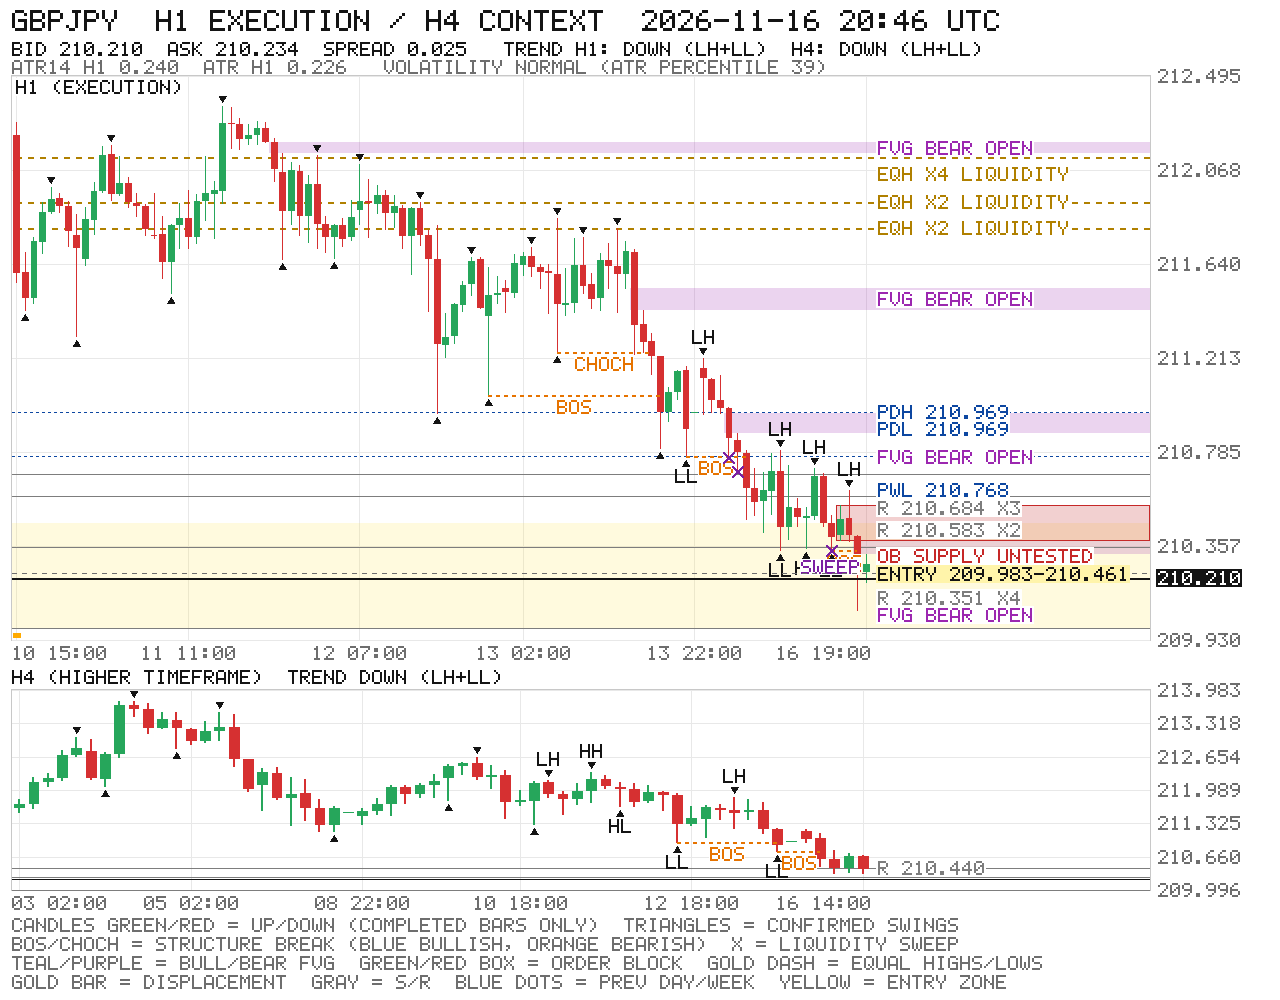 GBPJPY  H1 EXECUTION / H4 CONTEXT  2026-11-16 20:46 UTC
BID 210.210  ASK 210.234  SPREAD 0.025  TREND H1: DOWN (LH+LL)  H4: DOWN (LH+LL)
ATR14 H1 0.240  ATR H1 0.226  VOLATILITY NORMAL (ATR PERCENTILE 39)
H1 (EXECUTION)
212.495
FVG BEAR OPEN
212.068
EQH X4 LIQUIDITY
EQH X2 LIQUIDITY
EQH X2 LIQUIDITY
211.640
FVG BEAR OPEN
LH
211.213
CHOCH
BOS
PDH 210.969
PDL 210.969
LH
LH
210.785
FVG BEAR OPEN
BOS
LH
LL
PWL 210.768
R 210.684 X3
R 210.583 X2
210.357
OB SUPPLY UNTESTED
LL
SWEEP
ENTRY 209.983-210.461
210.210
R 210.351 X4
FVG BEAR OPEN
209.930
10 15:00  11 11:00  12 07:00  13 02:00  13 22:00  16 19:00
H4 (HIGHER TIMEFRAME)  TREND DOWN (LH+LL)
213.983
213.318
212.654
HH
LH
LH
211.989
HL
211.325
BOS
210.660
LL
BOS
LL
R 210.440
209.996
03 02:00  05 02:00  08 22:00  10 18:00  12 18:00  16 14:00
CANDLES GREEN/RED = UP/DOWN (COMPLETED BARS ONLY)  TRIANGLES = CONFIRMED SWINGS
BOS/CHOCH = STRUCTURE BREAK (BLUE BULLISH, ORANGE BEARISH)  X = LIQUIDITY SWEEP
TEAL/PURPLE = BULL/BEAR FVG  GREEN/RED BOX = ORDER BLOCK  GOLD DASH = EQUAL HIGHS/LOWS
GOLD BAR = DISPLACEMENT  GRAY = S/R  BLUE DOTS = PREV DAY/WEEK  YELLOW = ENTRY ZONE